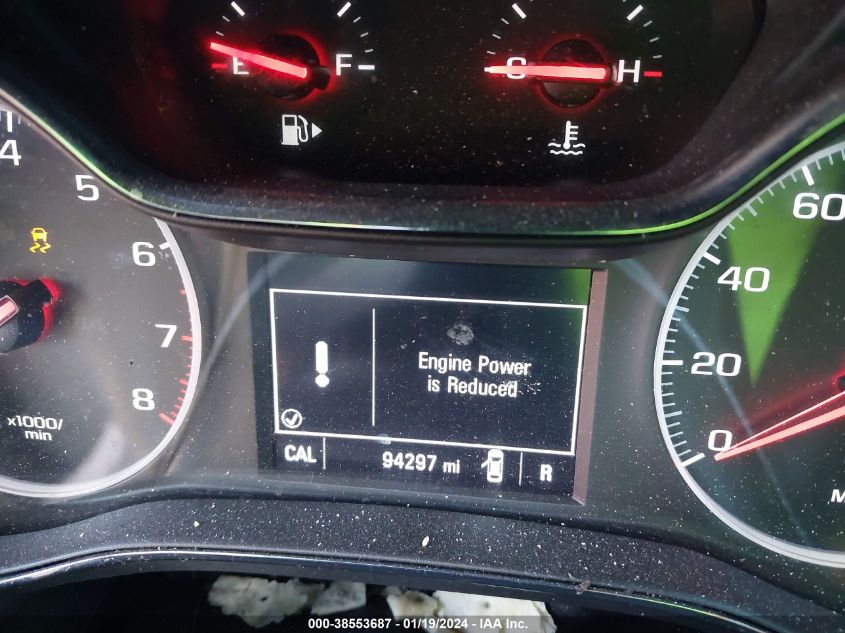 E F
C H
4
5
6
7
8
x1000/
min
60
40
20
0
Engine Power
is Reduced
CAL
94297 mi
R
M
000-38553687 - 01/19/2024 - IAA Inc.